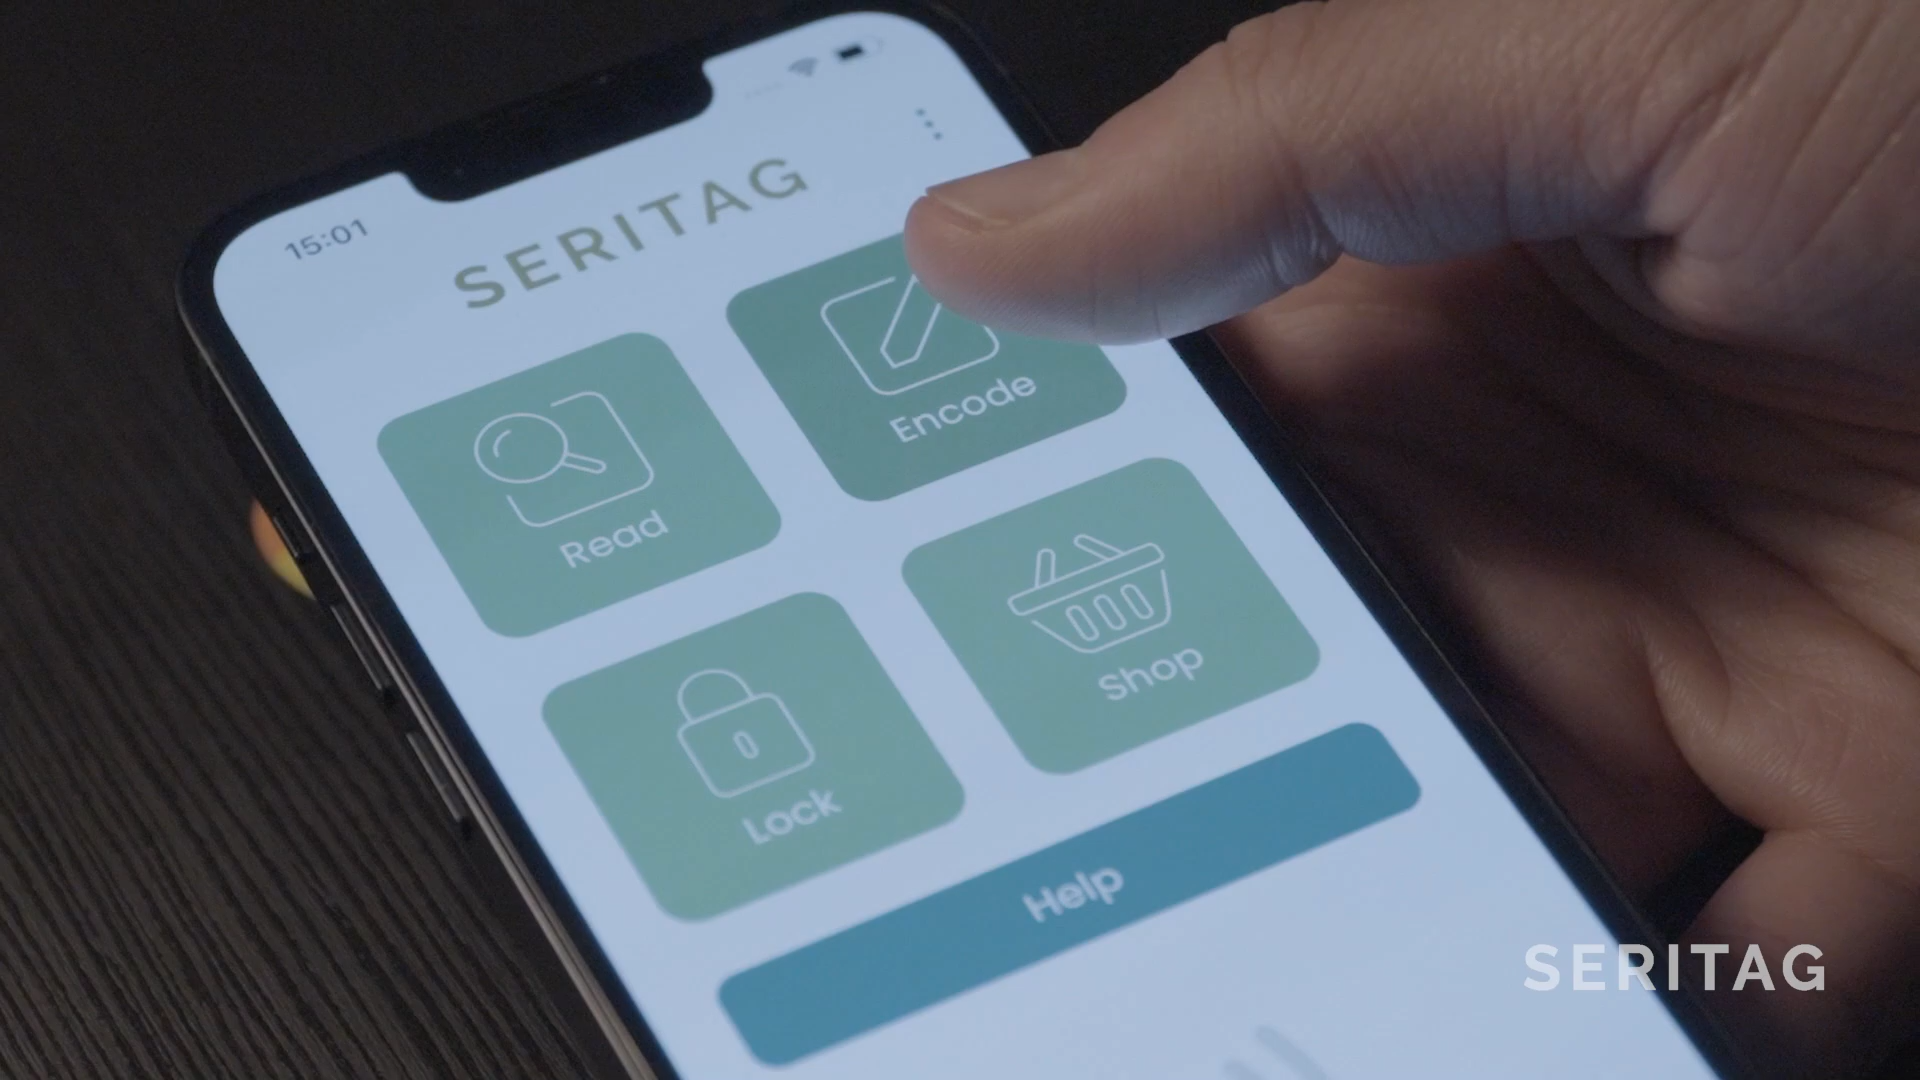 15:01
SERITAG
Read
Encode
Lock
Shop
Help
SERITAG